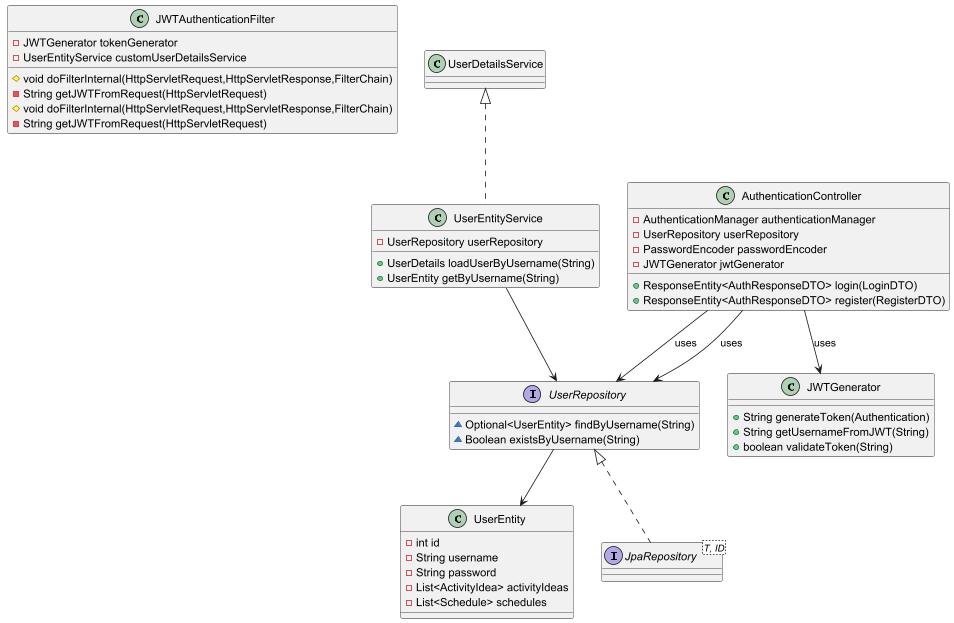 C JWTAuthenticationFilter
JWTGenerator tokenGenerator
UserEntityService customUserDetailsService
void doFilterInternal(HttpServletRequest,HttpServletResponse,FilterChain)
String getJWTFromRequest(HttpServletRequest)
void doFilterInternal(HttpServletRequest,HttpServletResponse,FilterChain)
String getJWTFromRequest(HttpServletRequest)
C UserDetailsService
C UserEntityService
UserRepository userRepository
UserDetails loadUserByUsername(String)
UserEntity getByUsername(String)
C AuthenticationController
AuthenticationManager authenticationManager
UserRepository userRepository
PasswordEncoder passwordEncoder
JWTGenerator jwtGenerator
ResponseEntity<AuthResponseDTO> login(LoginDTO)
ResponseEntity<AuthResponseDTO> register(RegisterDTO)
uses
uses
uses
I UserRepository
Optional<UserEntity> findByUsername(String)
Boolean existsByUsername(String)
C JWTGenerator
String generateToken(Authentication)
String getUsernameFromJWT(String)
boolean validateToken(String)
C UserEntity
int id
String username
String password
List<ActivityIdea> activityIdeas
List<Schedule> schedules
I JpaRepository
T, ID